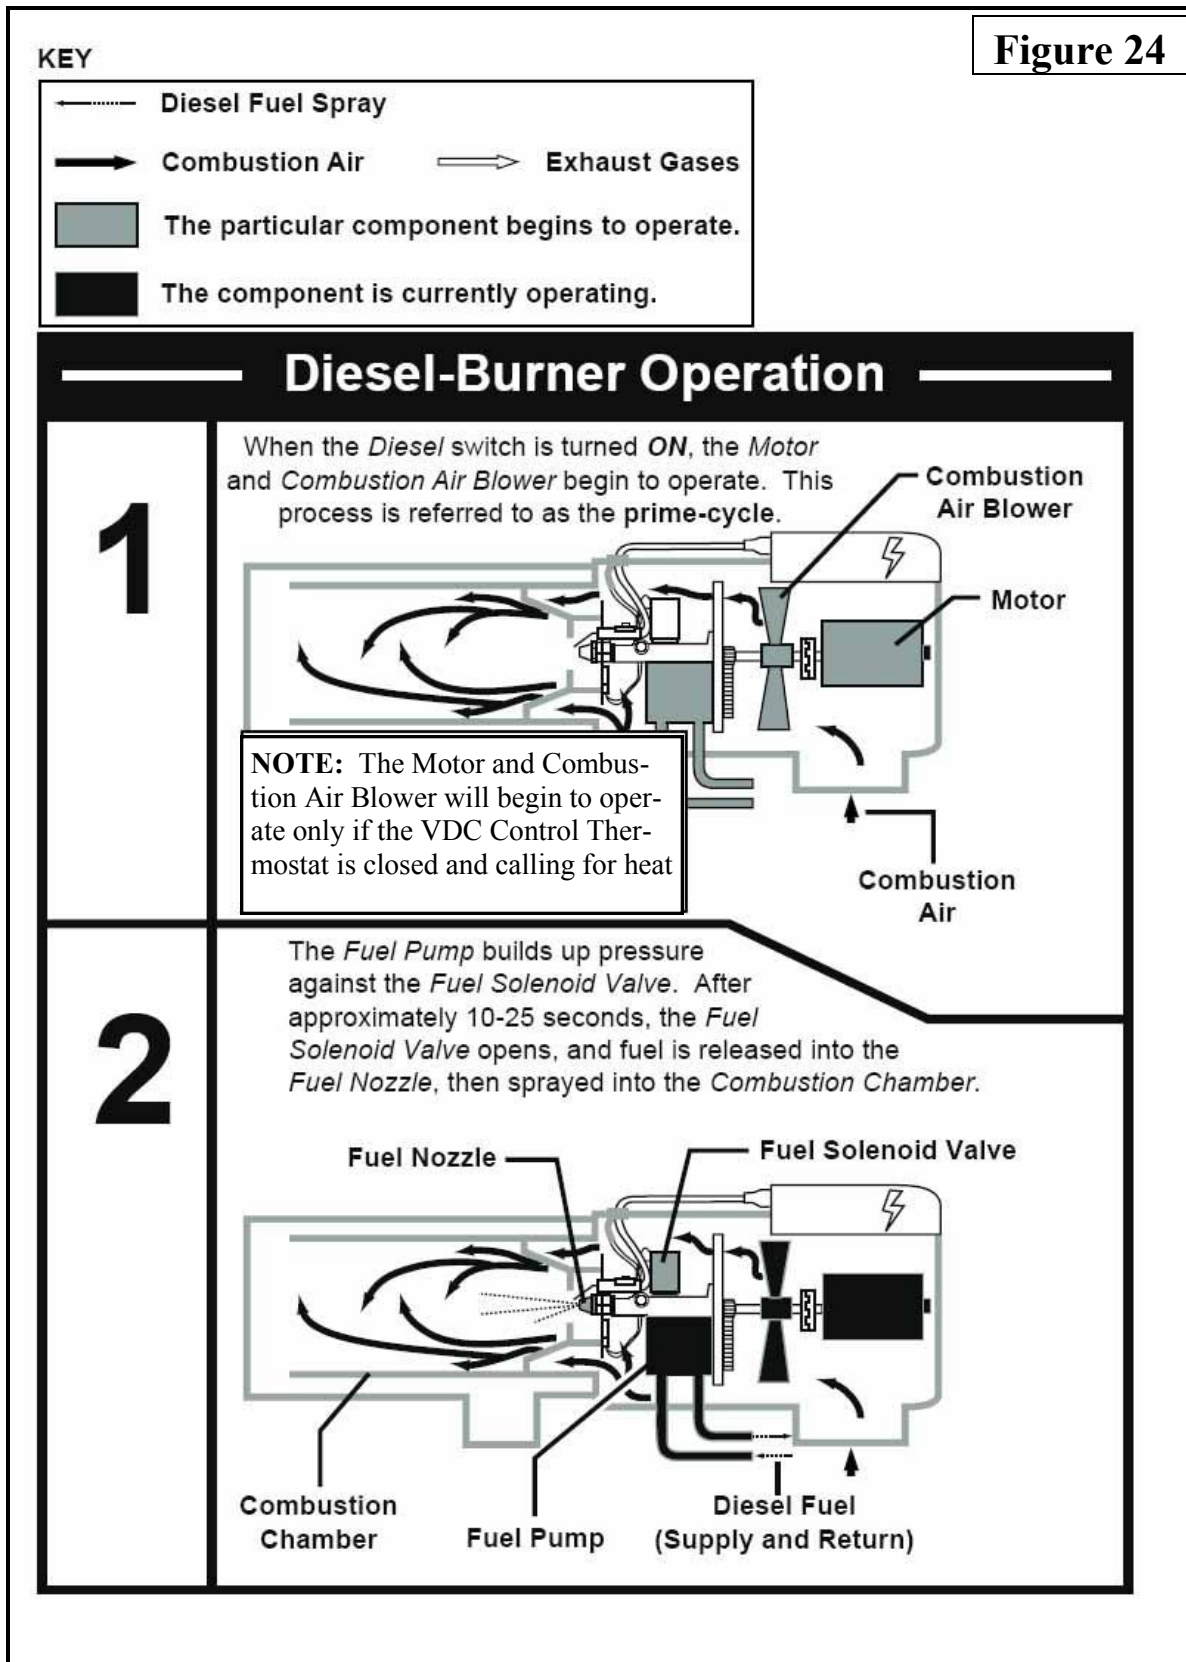 Figure 24
KEY
Diesel Fuel Spray
Combustion Air
Exhaust Gases
The particular component begins to operate.
The component is currently operating.
Diesel-Burner Operation
1
When the Diesel switch is turned ON, the Motor
and Combustion Air Blower begin to operate. This
process is referred to as the prime-cycle.
Combustion
Air Blower
Motor
NOTE: The Motor and Combus-
tion Air Blower will begin to oper-
ate only if the VDC Control Ther-
mostat is closed and calling for heat
Combustion
Air
2
The Fuel Pump builds up pressure
against the Fuel Solenoid Valve. After
approximately 10-25 seconds, the Fuel
Solenoid Valve opens, and fuel is released into the
Fuel Nozzle, then sprayed into the Combustion Chamber.
Fuel Nozzle
Fuel Solenoid Valve
Combustion
Chamber
Fuel Pump
Diesel Fuel
(Supply and Return)